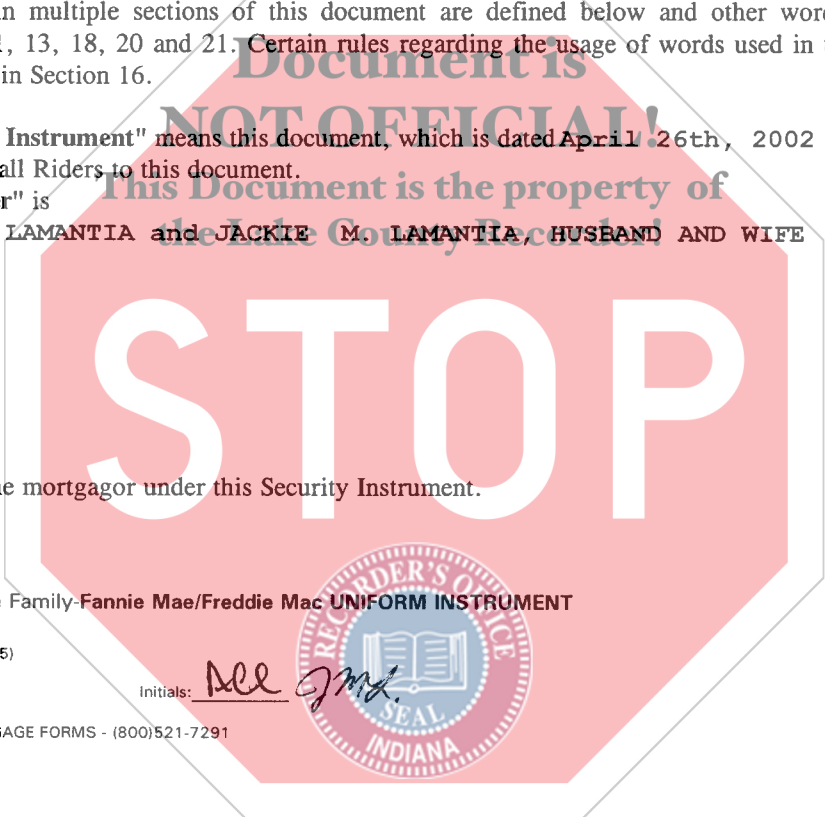 in multiple sections of this document are defined below and other wor
, 13, 18, 20 and 21. Certain rules regarding the usage of words used in
in Section 16.
Document is
NOT OFFICIAL!
This Document is the property of
the Lake County Recorder!
Instrument" means this document, which is dated April 26th, 2002
all Riders to this document.
r" is
LAMANTIA and JACKIE M. LAMANTIA, HUSBAND AND WIFE
STOP
e mortgagor under this Security Instrument.
Family-Fannie Mae/Freddie Mac UNIFORM INSTRUMENT
5)
Initials: JML.
GAGE FORMS - (800)521-7291
RECORDER'S OFFICE
SEAL
INDIANA